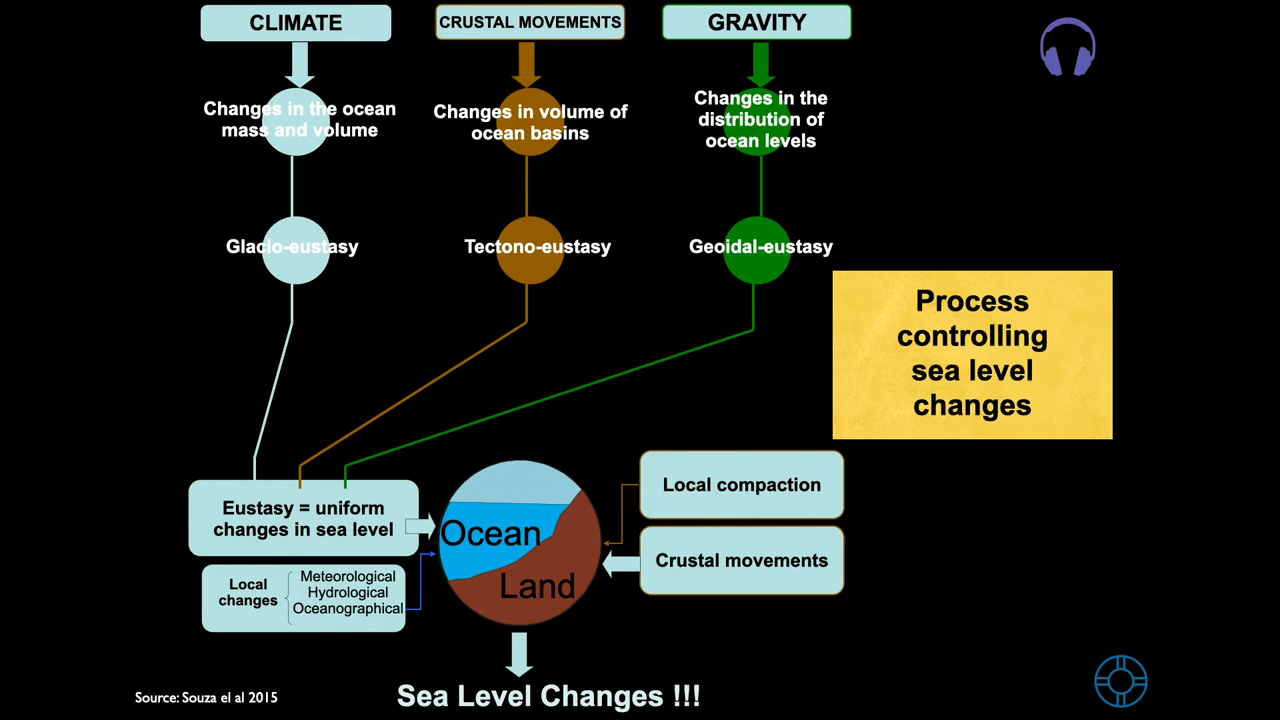 CLIMATE
CRUSTAL MOVEMENTS
GRAVITY
Changes in the ocean
mass and volume
Changes in volume of
ocean basins
Changes in the
distribution of
ocean levels
Glacio-eustasy
Tectono-eustasy
Geoidal-eustasy
Process
controlling
sea level
changes
Eustasy = uniform
changes in sea level
Local
changes
Meteorological
Hydrological
Oceanographical
Ocean
Land
Local compaction
Crustal movements
Source: Souza el al 2015
Sea Level Changes !!!